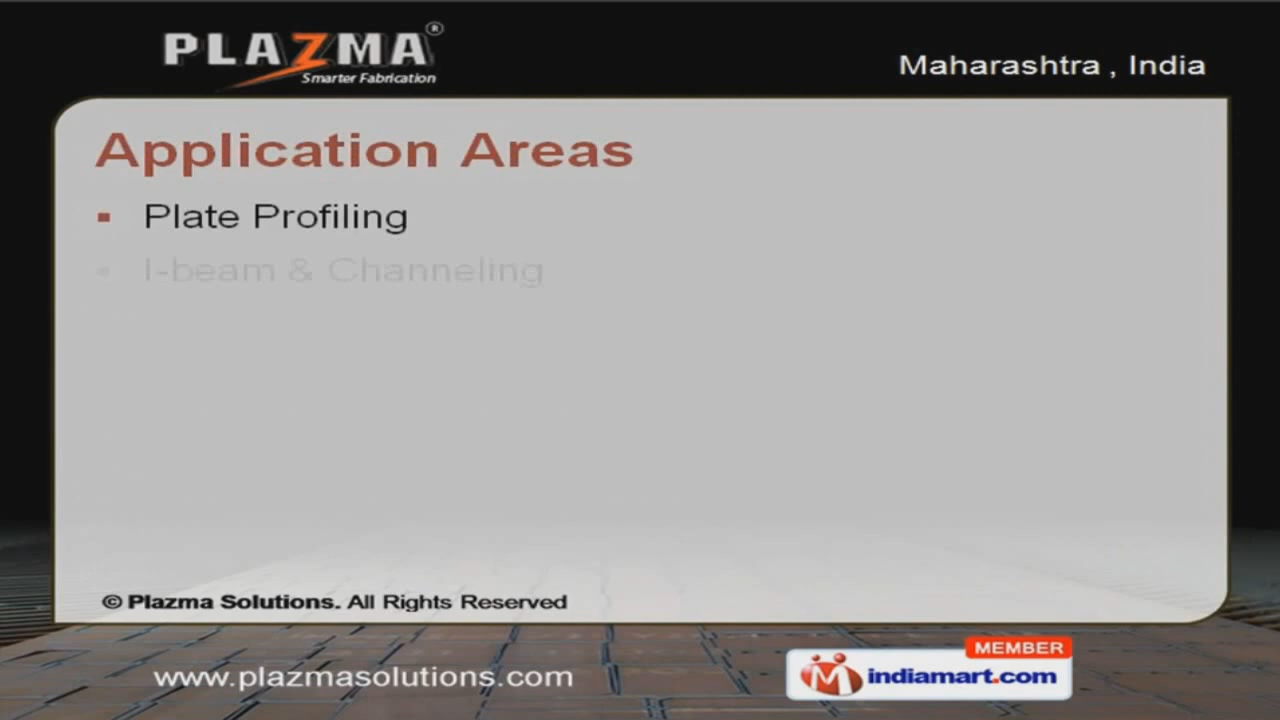 PLAZMA®
Smarter Fabrication
Maharashtra , India
Application Areas
▪ Plate Profiling
• I-beam & Channeling
© Plazma Solutions. All Rights Reserved
www.plazmasolutions.com
MEMBER
indiamart.com